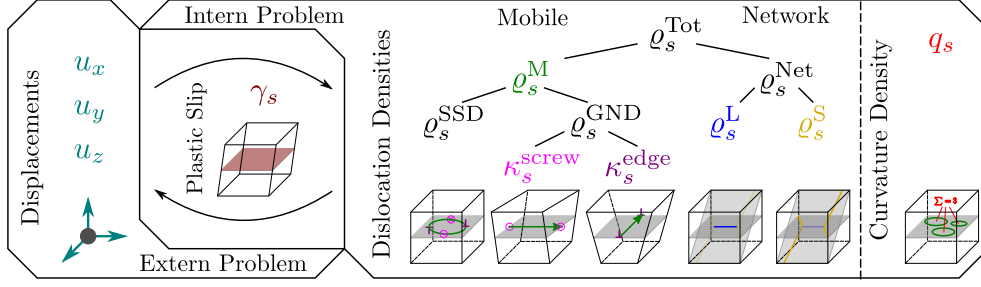 Intern Problem
Extern Problem
Displacements
u_x
u_y
u_z
Plastic Slip
γ_s
Dislocation Densities
Mobile
Network
ϱ_s^Tot
ϱ_s^M
ϱ_s^Net
ϱ_s^SSD
ϱ_s^GND
ϱ_s^L
ϱ_s^S
κ_s^screw
κ_s^edge
Curvature Density
q_s
Σ=3